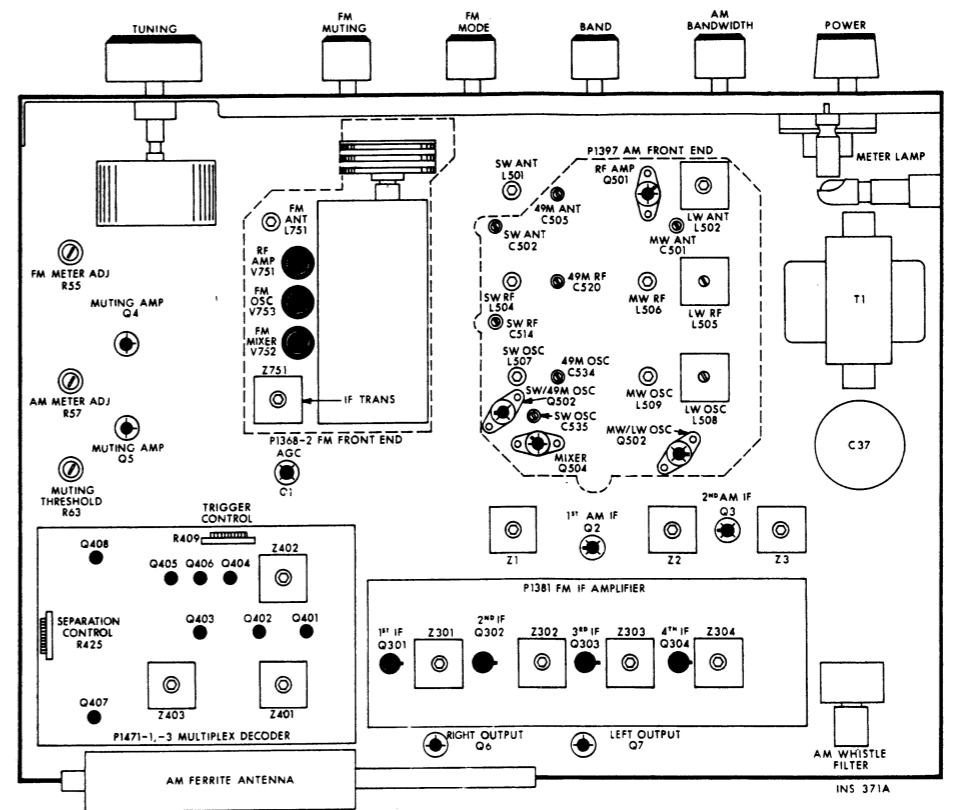 TUNING
FM
MUTING
FM
MODE
BAND
AM
BANDWIDTH
POWER
P1397 AM FRONT END
METER LAMP
SW ANT
L501
RF AMP
Q501
49M ANT
C505
LW ANT
L502
SW ANT
C502
MW ANT
C501
FM
ANT
L751
RF
AMP
V751
FM
OSC
V753
FM
MIXER
V752
Z751
IF TRANS
P1368-2 FM FRONT END
FM METER ADJ
R55
MUTING AMP
Q4
AM METER ADJ
R57
MUTING AMP
Q5
MUTING
THRESHOLD
R63
AGC
Q1
SW RF
L504
49M RF
C520
MW RF
L506
LW RF
L505
SW RF
C514
SW OSC
L507
49M OSC
C534
SW/49M OSC
Q502
MW OSC
L509
LW OSC
L508
SW OSC
C535
MIXER
Q504
MW/LW OSC
Q502
T1
C37
TRIGGER
CONTROL
R409
Z402
Q408
Q405
Q406
Q404
SEPARATION
CONTROL
R425
Q403
Q402
Q401
Q407
Z403
Z401
P1471-1,-3 MULTIPLEX DECODER
Z1
1ST AM IF
Q2
Z2
2ND AM IF
Q3
Z3
P1381 FM IF AMPLIFIER
1ST IF
Q301
Z301
2ND IF
Q302
Z302
3RD IF
Q303
Z303
4TH IF
Q304
Z304
RIGHT OUTPUT
Q6
LEFT OUTPUT
Q7
AM WHISTLE
FILTER
AM FERRITE ANTENNA
INS 371A